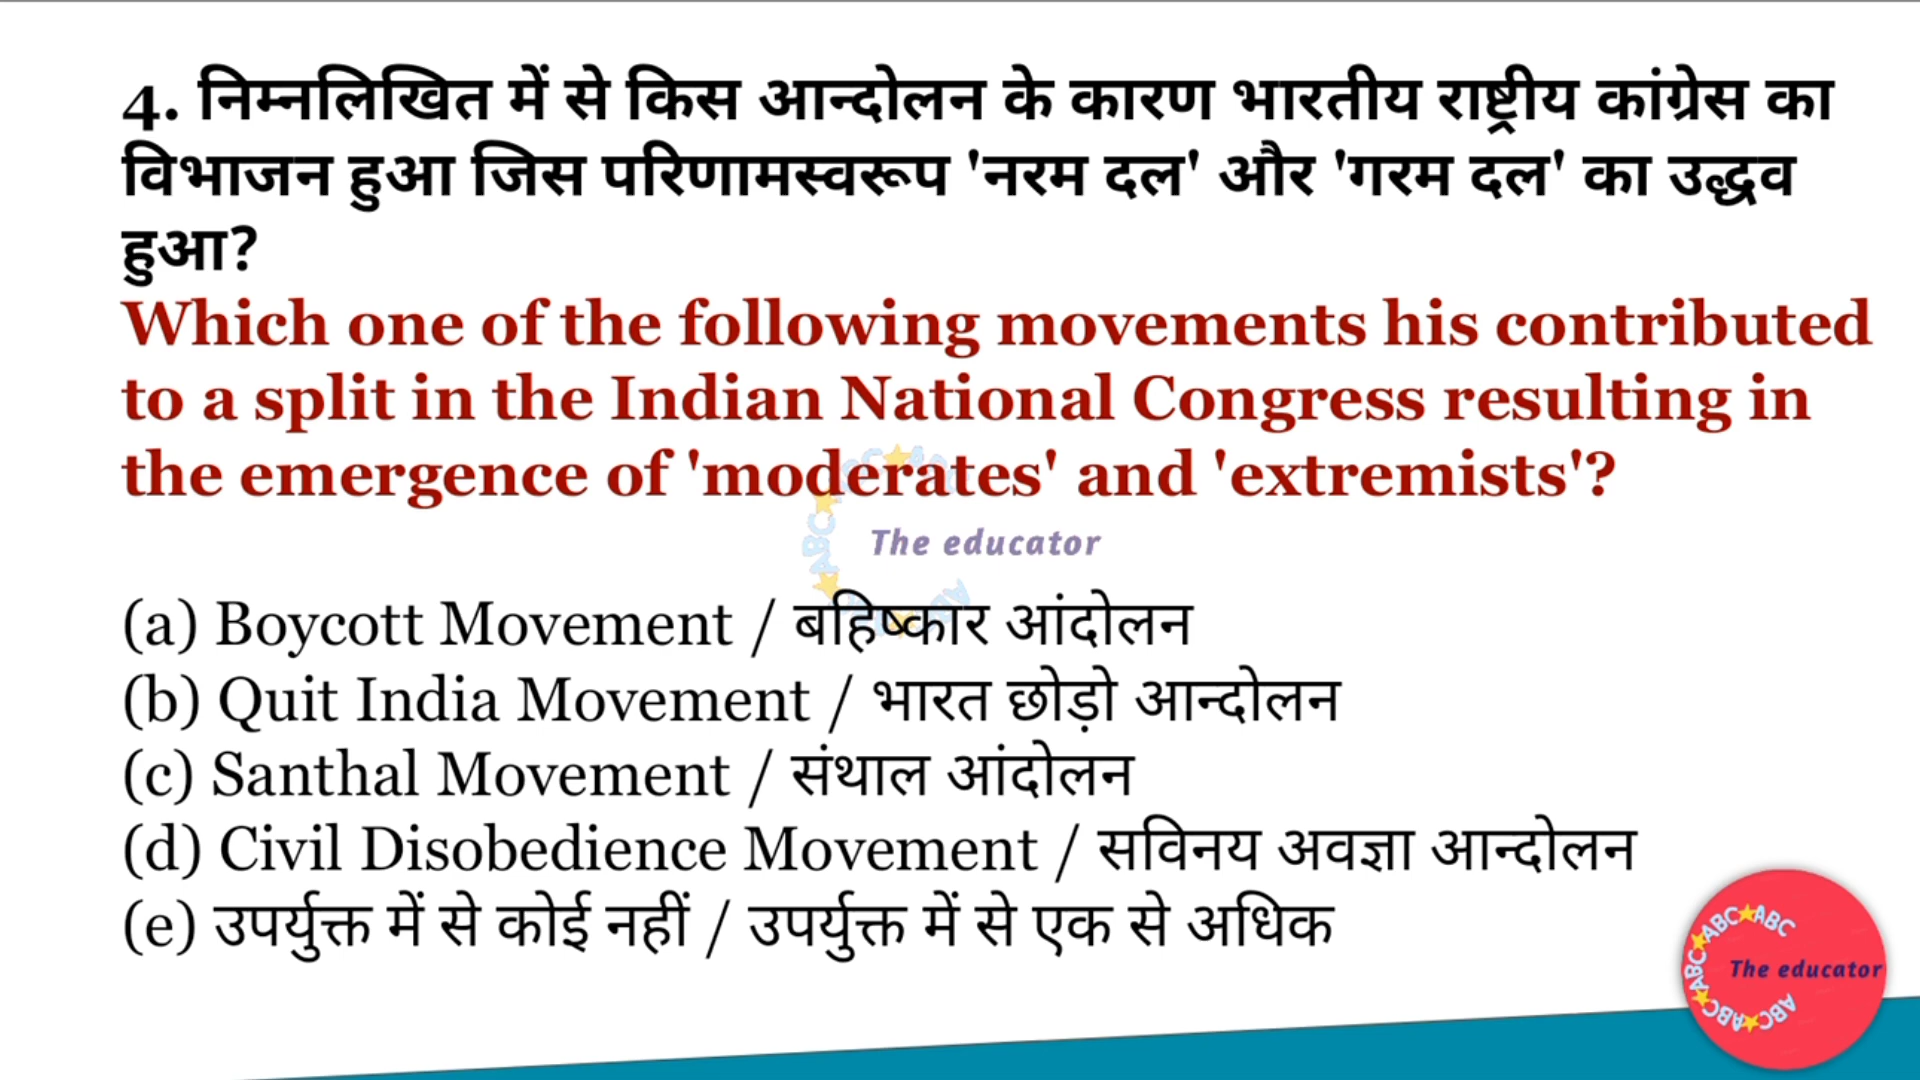 4. निम्नलिखित में से किस आन्दोलन के कारण भारतीय राष्ट्रीय कांग्रेस का
विभाजन हुआ जिस परिणामस्वरूप 'नरम दल' और 'गरम दल' का उद्धव
हुआ?
Which one of the following movements his contributed
to a split in the Indian National Congress resulting in
the emergence of 'moderates' and 'extremists'?
The educator
(a) Boycott Movement / बहिष्कार आंदोलन
(b) Quit India Movement / भारत छोड़ो आन्दोलन
(c) Santhal Movement / संथाल आंदोलन
(d) Civil Disobedience Movement / सविनय अवज्ञा आन्दोलन
(e) उपर्युक्त में से कोई नहीं / उपर्युक्त में से एक से अधिक
ABC★ABC★ABC★ABC★ABC
The educator